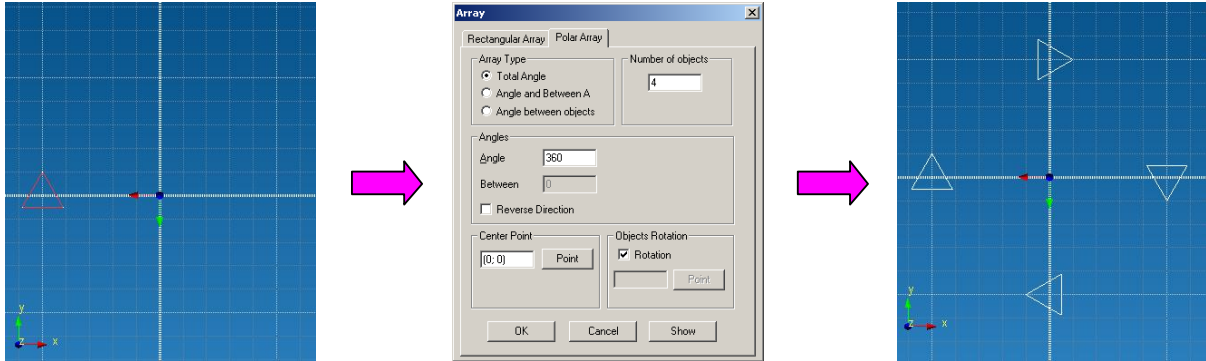 Array
Rectangular Array Polar Array
Array Type
Total Angle
Angle and Between A
Angle between objects
Number of objects
4
Angles
Angle 360
Between 0
Reverse Direction
Center Point
(0; 0) Point
Objects Rotation
Rotation
Point
OK Cancel Show
y
z x
y
z x